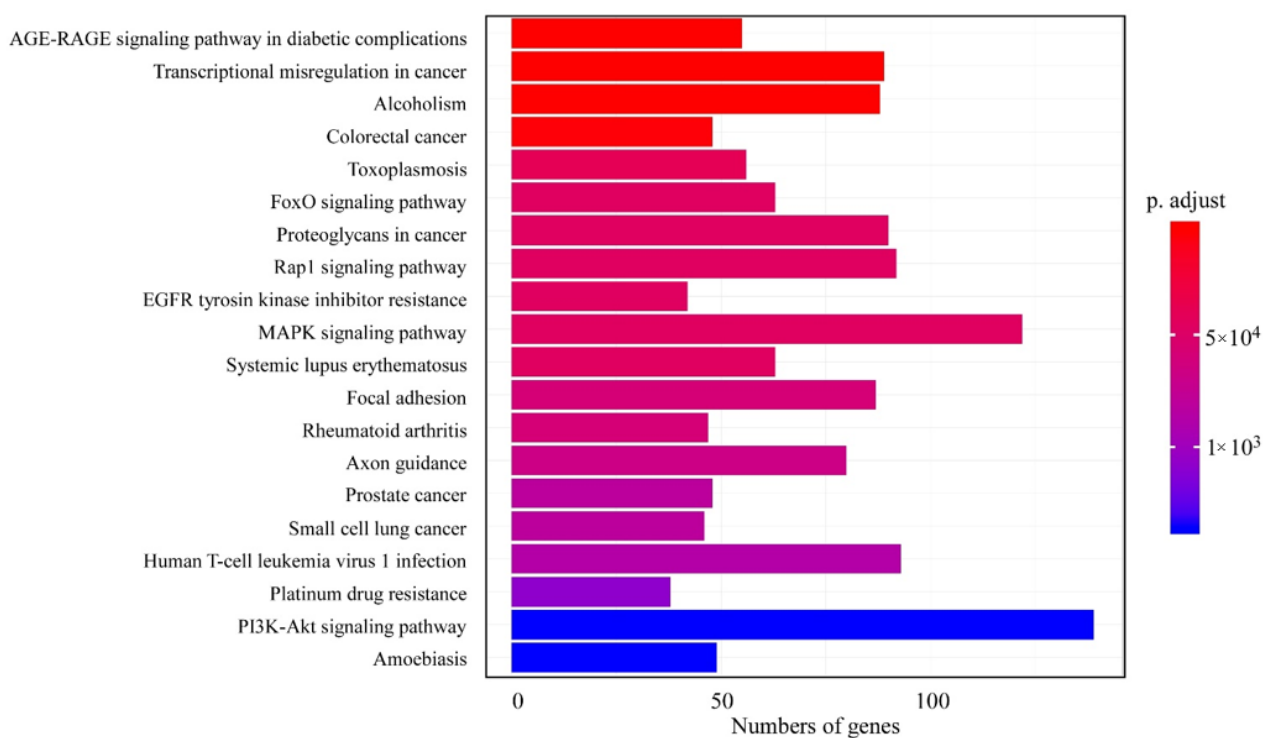 AGE-RAGE signaling pathway in diabetic complications
Transcriptional misregulation in cancer
Alcoholism
Colorectal cancer
Toxoplasmosis
FoxO signaling pathway
Proteoglycans in cancer
Rap1 signaling pathway
EGFR tyrosin kinase inhibitor resistance
MAPK signaling pathway
Systemic lupus erythematosus
Focal adhesion
Rheumatoid arthritis
Axon guidance
Prostate cancer
Small cell lung cancer
Human T-cell leukemia virus 1 infection
Platinum drug resistance
PI3K-Akt signaling pathway
Amoebiasis
0 50 100
Numbers of genes
p. adjust
5×10⁴
1×10³